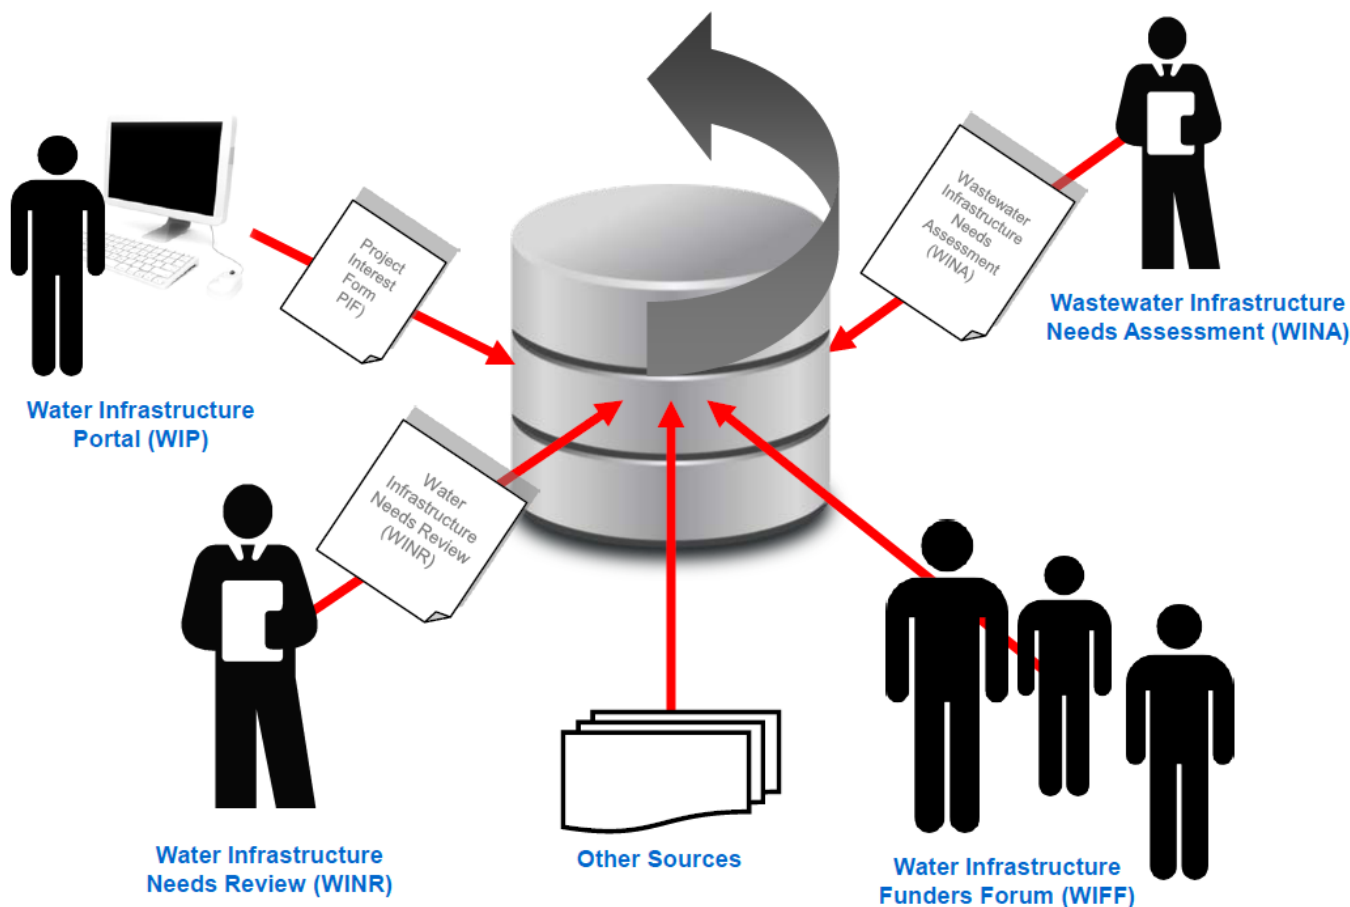 Project
Interest
Form
PIF)
Wastewater
Infrastructure
Needs
Assessment
(WINA)
Wastewater Infrastructure
Needs Assessment (WINA)
Water Infrastructure
Portal (WIP)
Water
Infrastructure
Needs Review
(WINR)
Water Infrastructure
Needs Review (WINR)
Other Sources
Water Infrastructure
Funders Forum (WIFF)